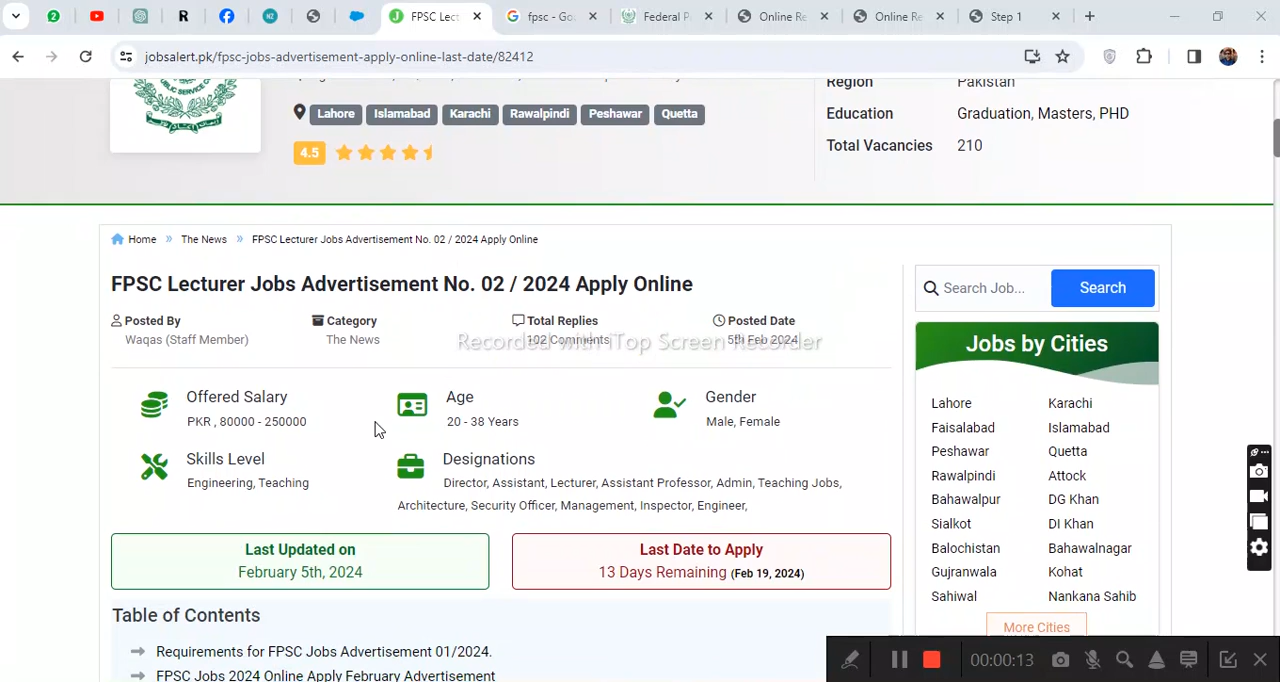 2
R
NZ
J
FPSC Lect
G
fpsc - Go
Federal P
Online Re
Online Re
Step 1
jobsalert.pk/fpsc-jobs-advertisement-apply-online-last-date/82412
Lahore Islamabad Karachi Rawalpindi Peshawar Quetta
4.5
Region Pakistan
Education Graduation, Masters, PHD
Total Vacancies 210
Home » The News » FPSC Lecturer Jobs Advertisement No. 02 / 2024 Apply Online
FPSC Lecturer Jobs Advertisement No. 02 / 2024 Apply Online
Posted By
Waqas (Staff Member)
Category
The News
Total Replies
102 Comments
Posted Date
5th Feb 2024
Recorded with iTop Screen Recorder
Offered Salary
PKR , 80000 - 250000
Age
20 - 38 Years
Gender
Male, Female
Skills Level
Engineering, Teaching
Designations
Director, Assistant, Lecturer, Assistant Professor, Admin, Teaching Jobs,
Architecture, Security Officer, Management, Inspector, Engineer,
Last Updated on
February 5th, 2024
Last Date to Apply
13 Days Remaining (Feb 19, 2024)
Table of Contents
Requirements for FPSC Jobs Advertisement 01/2024.
FPSC Jobs 2024 Online Apply February Advertisement
Search Job... Search
Jobs by Cities
Lahore Karachi
Faisalabad Islamabad
Peshawar Quetta
Rawalpindi Attock
Bahawalpur DG Khan
Sialkot DI Khan
Balochistan Bahawalnagar
Gujranwala Kohat
Sahiwal Nankana Sahib
More Cities
00:00:13